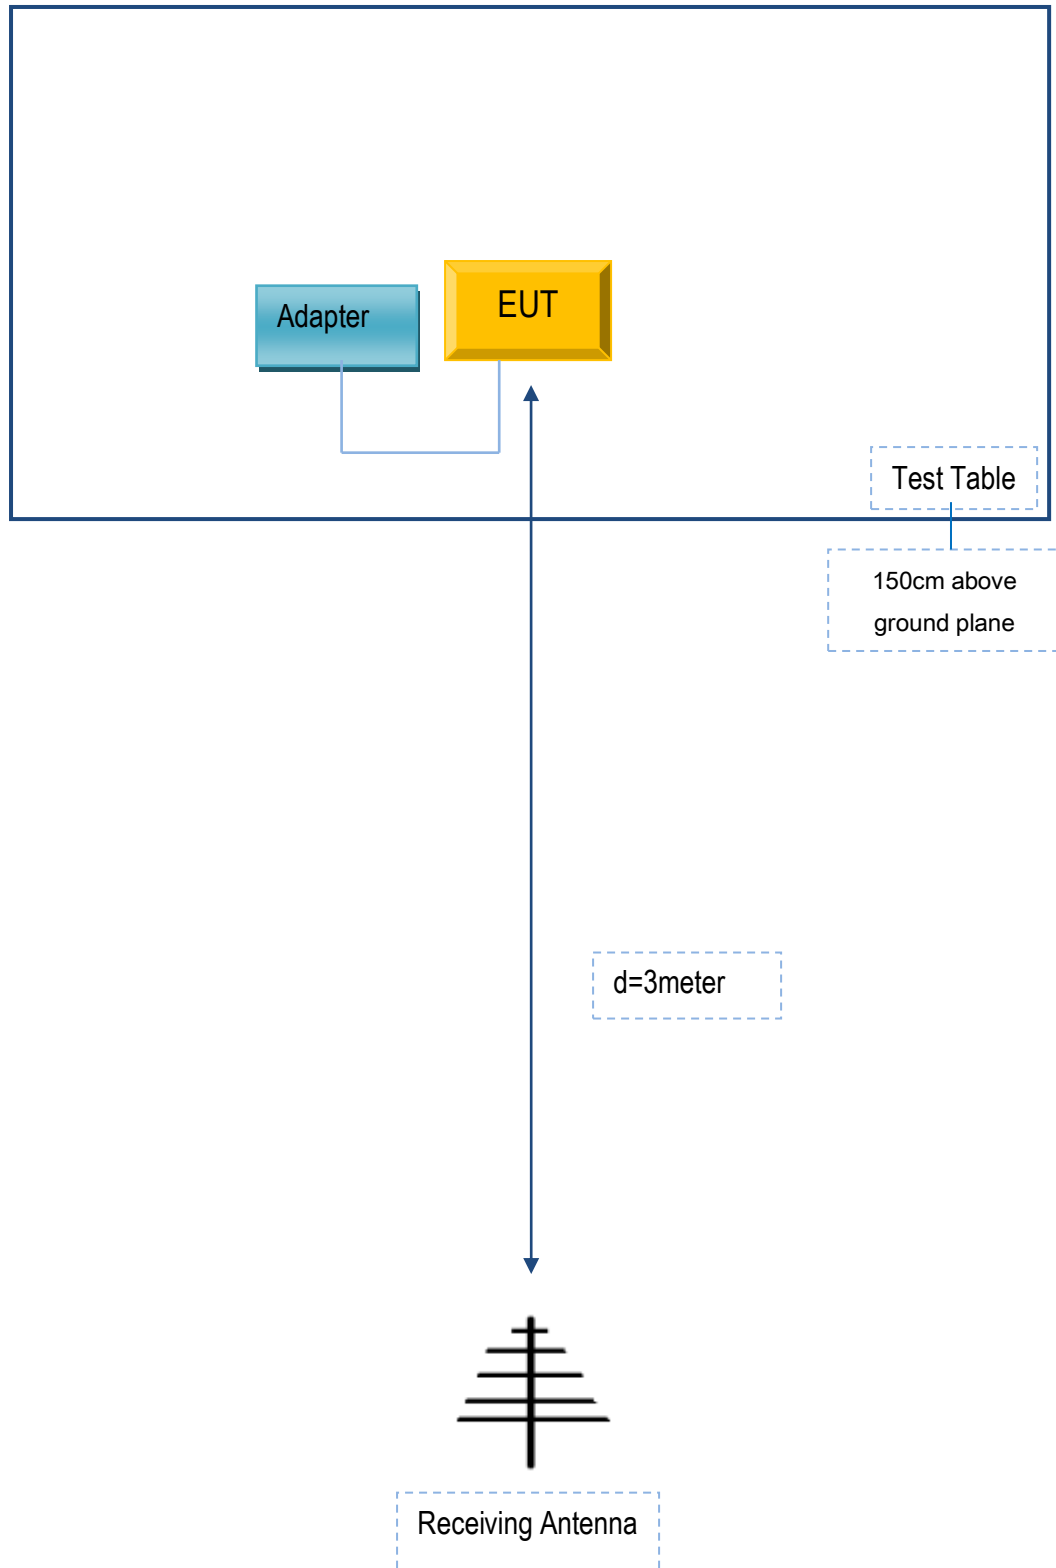 Adapter
EUT
Test Table
150cm above
ground plane
d=3meter
Receiving Antenna